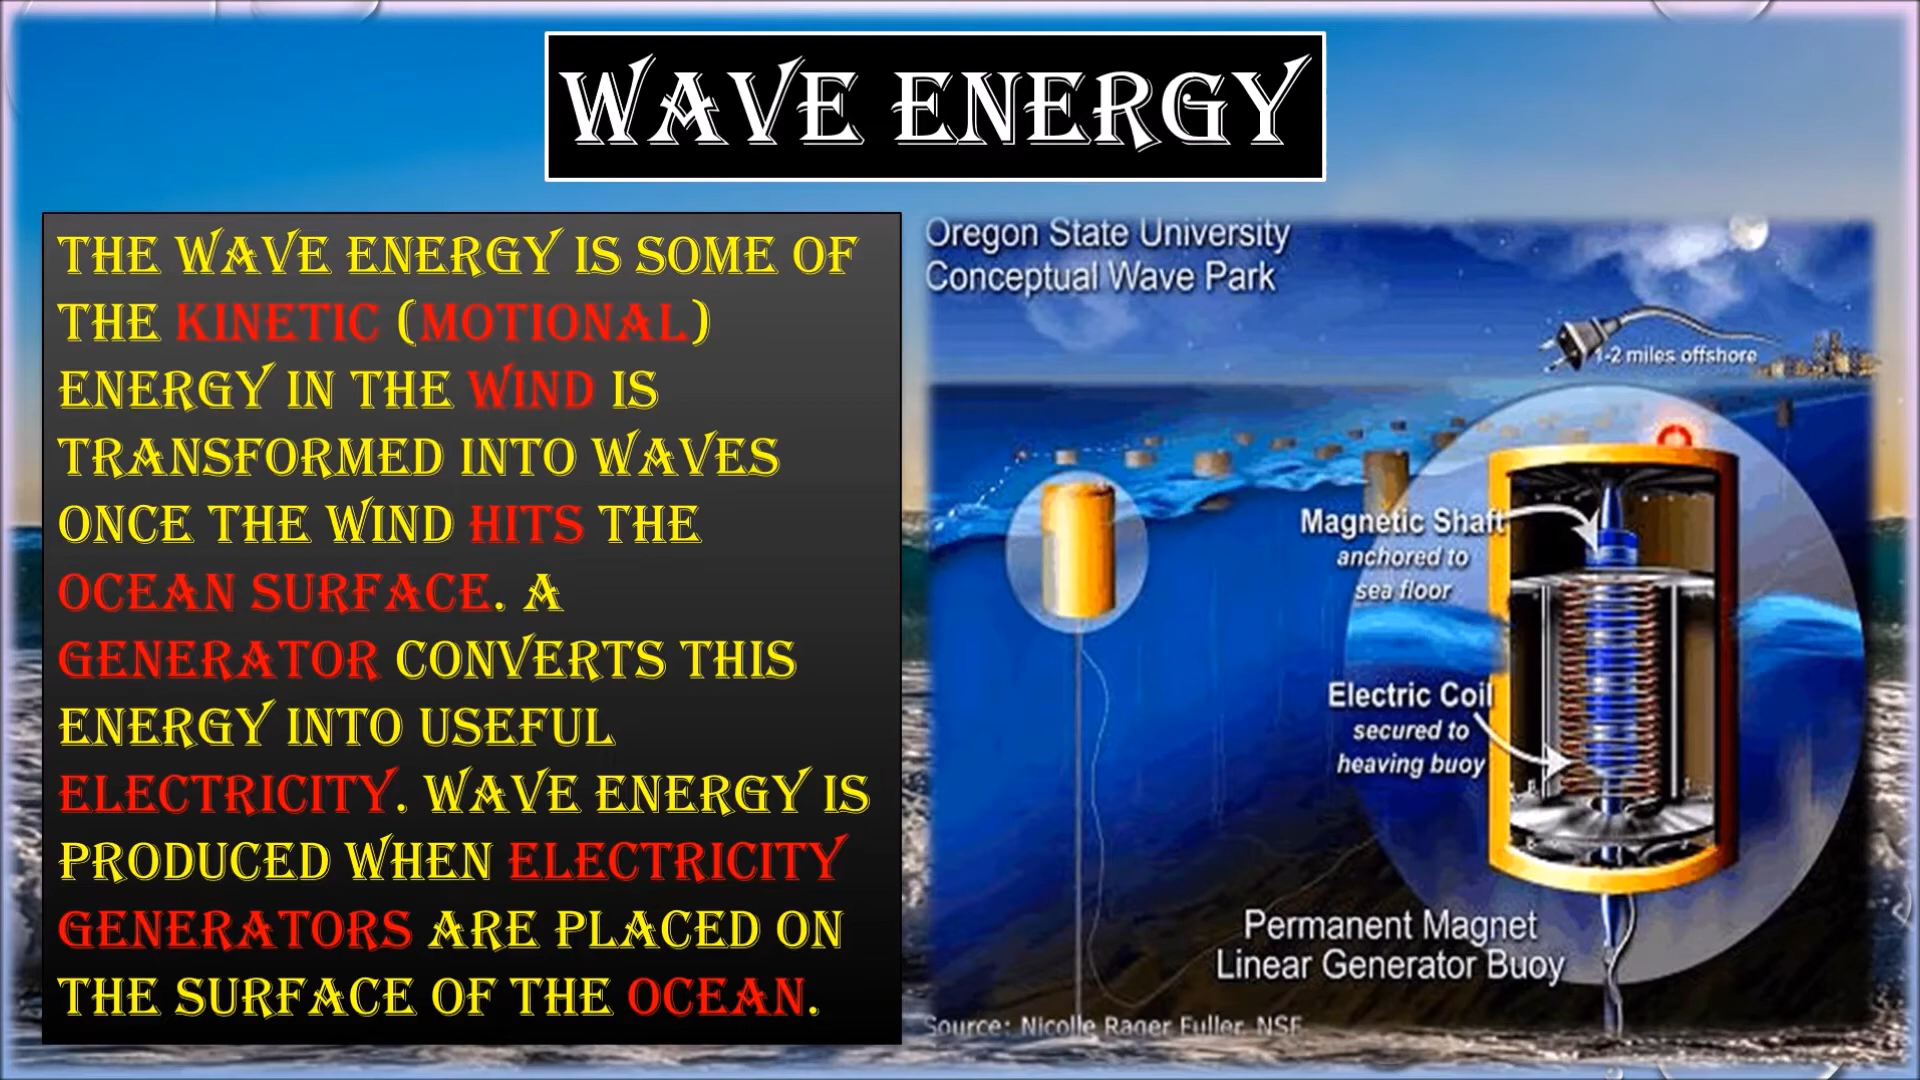 WAVE ENERGY
THE WAVE ENERGY IS SOME OF
THE KINETIC (MOTIONAL)
ENERGY IN THE WIND IS
TRANSFORMED INTO WAVES
ONCE THE WIND HITS THE
OCEAN SURFACE. A
GENERATOR CONVERTS THIS
ENERGY INTO USEFUL
ELECTRICITY. WAVE ENERGY IS
PRODUCED WHEN ELECTRICITY
GENERATORS ARE PLACED ON
THE SURFACE OF THE OCEAN.
Oregon State University
Conceptual Wave Park
1-2 miles offshore
Magnetic Shaft
anchored to
sea floor
Electric Coil
secured to
heaving buoy
Permanent Magnet
Linear Generator Buoy
Source: Nicolle Rager Fuller, NSF